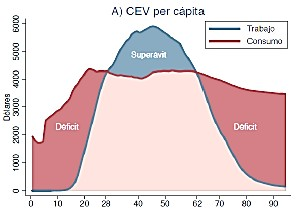 A) CEV per cápita
Trabajo
Consumo
Superávit
Déficit
Déficit
Dólares
6000
5000
4000
3000
2000
1000
0
0 10 20 28 40 50 62 70 80 90